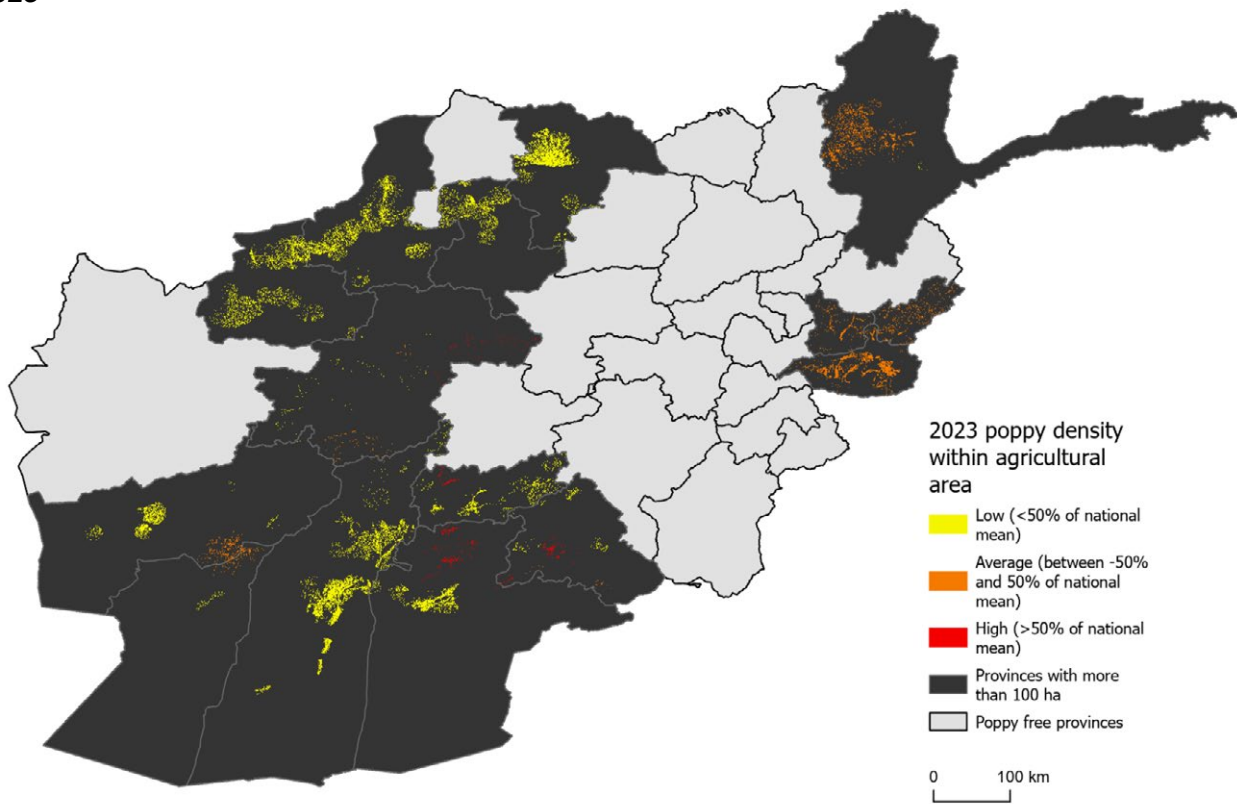 2023 poppy density
within agricultural
area
Low (<50% of national
mean)
Average (between -50%
and 50% of national
mean)
High (>50% of national
mean)
Provinces with more
than 100 ha
Poppy free provinces
0 100 km